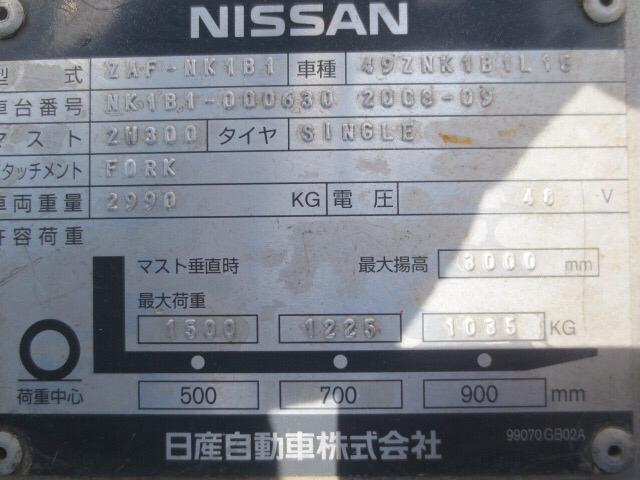 NISSAN
型 式 ZAF-NK1B1 車種 49ZNK1B1L15
車台番号 NK1B1-000630 2008-09
マスト 2W300 タイヤ SINGLE
タッチメント FORK
車両重量 2990 KG 電圧 48 V
許容荷重
マスト垂直時 最大揚高 3000 mm
最大荷重
1500 1225 1035 KG
荷重中心 500 700 900 mm
日産自動車株式会社 99070GB02A